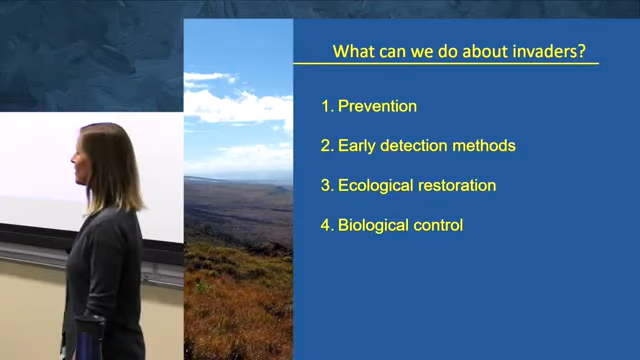 What can we do about invaders?
1. Prevention
2. Early detection methods
3. Ecological restoration
4. Biological control